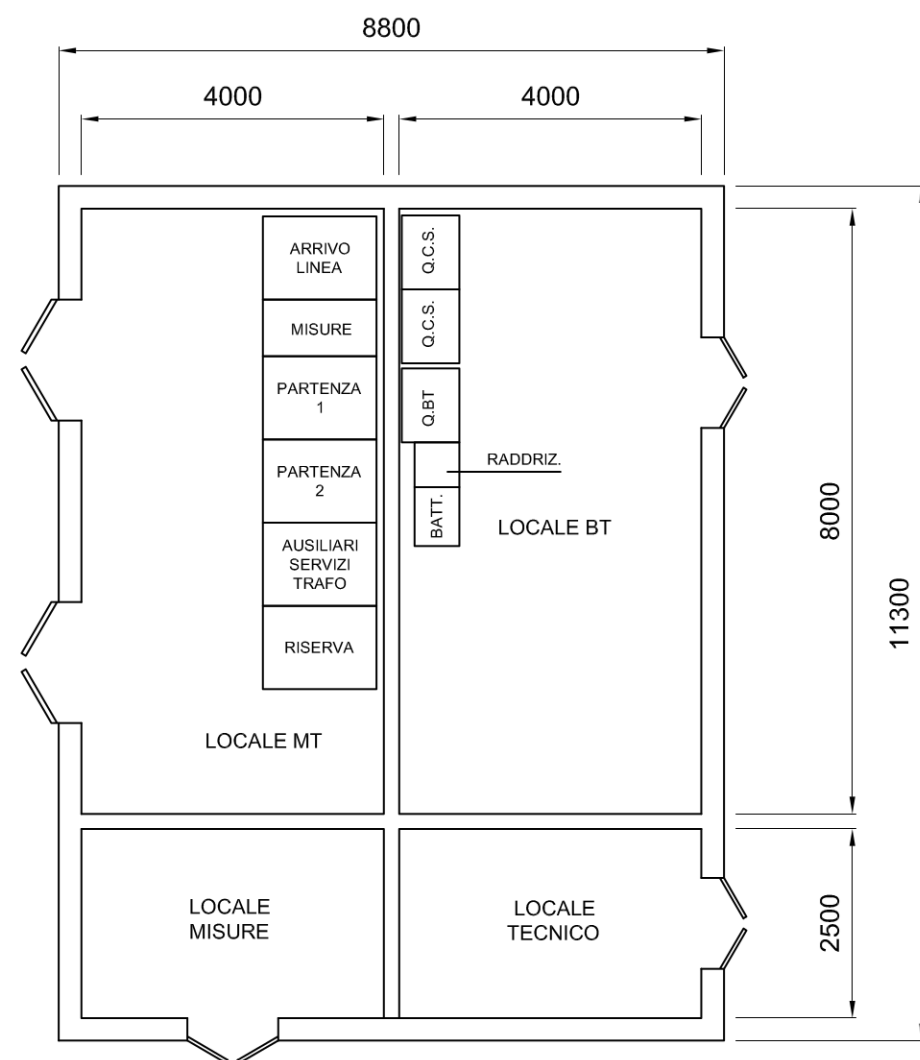 8800
4000
4000
ARRIVO
LINEA
MISURE
PARTENZA
1
PARTENZA
2
AUSILIARI
SERVIZI
TRAFO
RISERVA
LOCALE MT
Q.C.S.
Q.C.S.
Q.BT
RADDRIZ.
BATT.
LOCALE BT
8000
11300
LOCALE
MISURE
LOCALE
TECNICO
2500